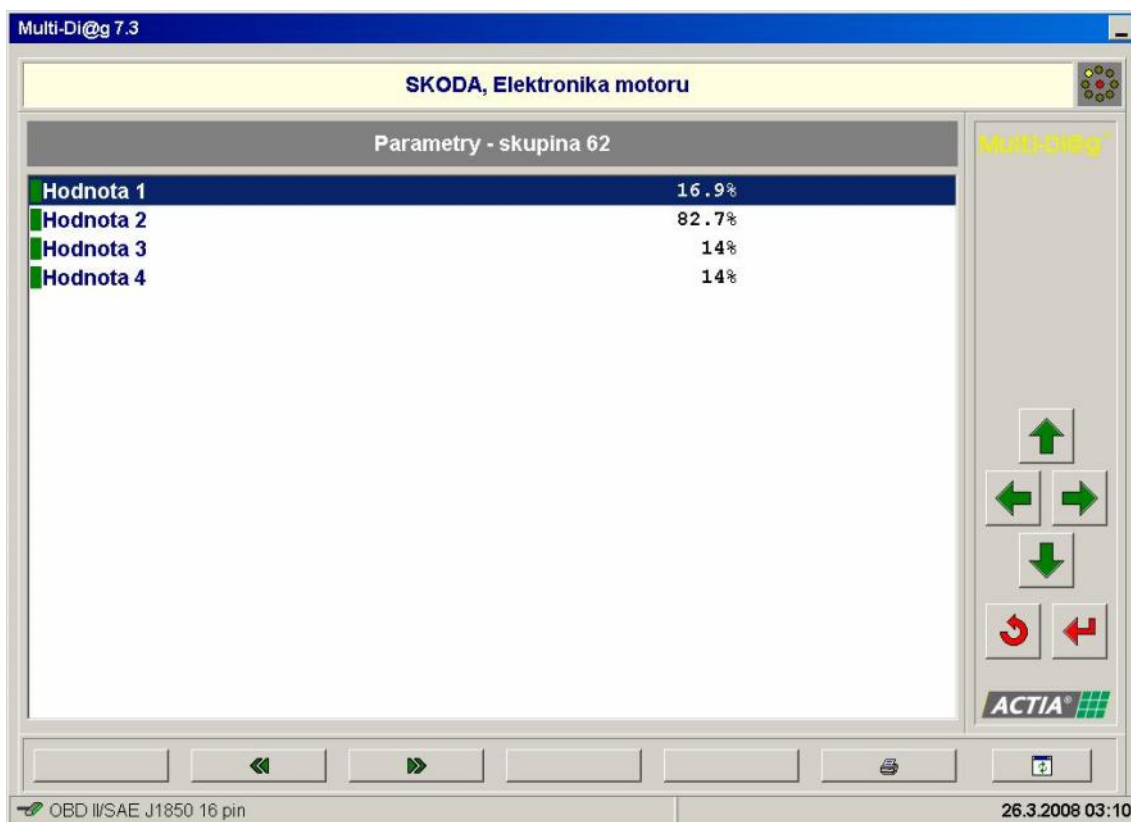 Multi-Di@g 7.3
SKODA, Elektronika motoru
Parametry - skupina 62
Multi-Di@g
Hodnota 1 16.9%
Hodnota 2 82.7%
Hodnota 3 14%
Hodnota 4 14%
ACTIA®
OBD II/SAE J1850 16 pin 26.3.2008 03:10